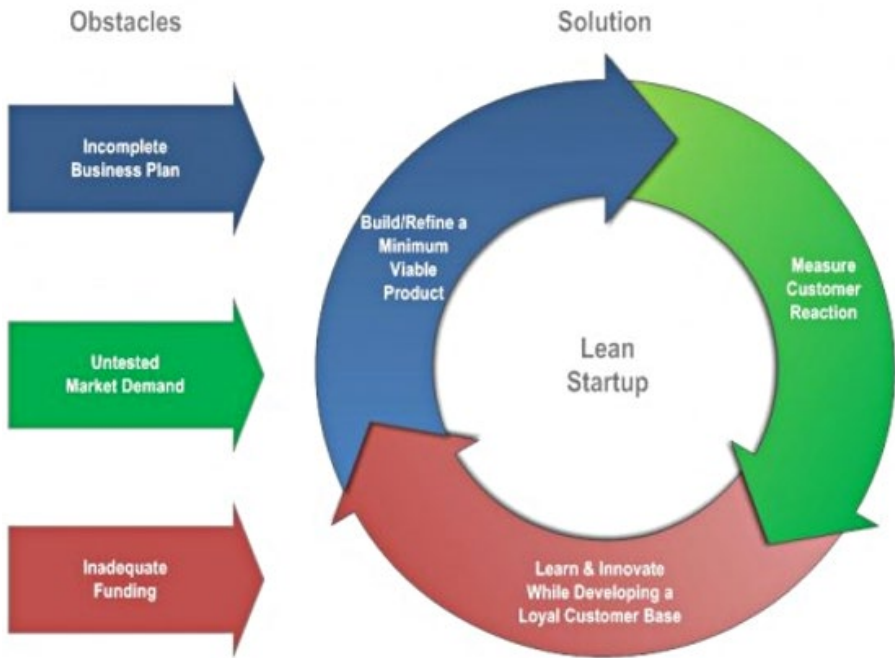 Obstacles
Solution
Incomplete
Business Plan
Untested
Market Demand
Inadequate
Funding
Build/Refine a
Minimum
Viable
Product
Measure
Customer
Reaction
Learn & Innovate
While Developing a
Loyal Customer Base
Lean
Startup